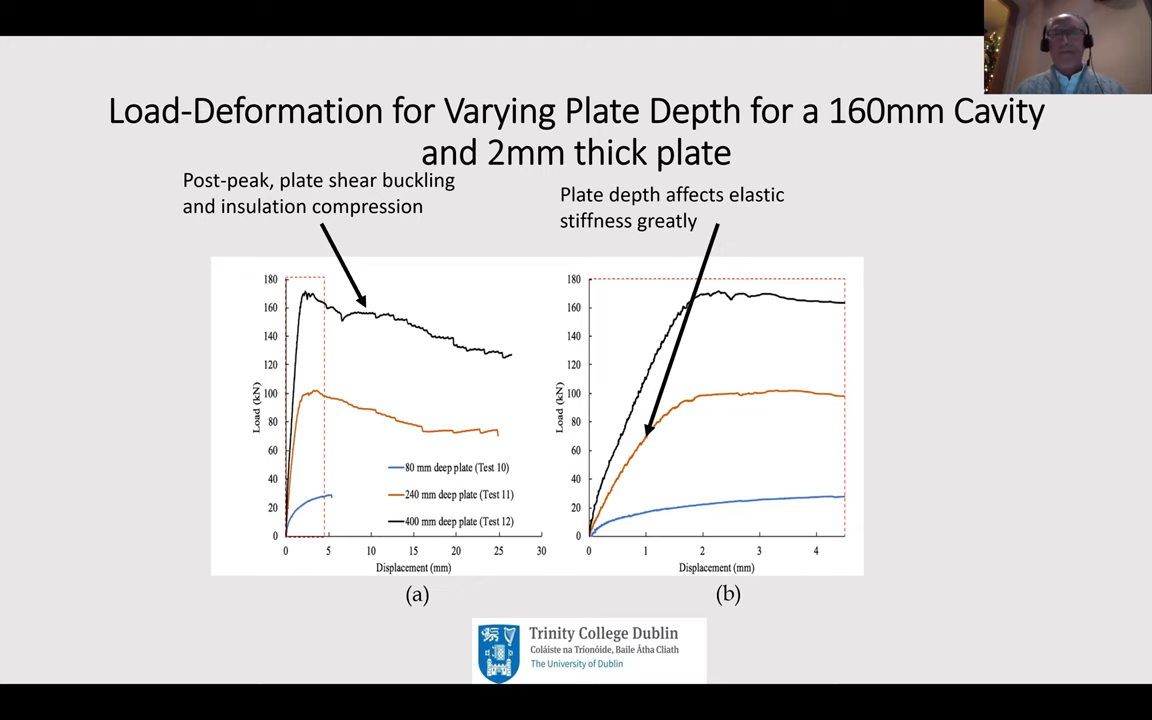 Load-Deformation for Varying Plate Depth for a 160mm Cavity
and 2mm thick plate
Post-peak, plate shear buckling
and insulation compression
Plate depth affects elastic
stiffness greatly
180
160
140
120
100
80
60
40
20
0
Load (kN)
0 5 10 15 20 25 30
Displacement (mm)
80 mm deep plate (Test 10)
240 mm deep plate (Test 11)
400 mm deep plate (Test 12)
(a)
180
160
140
120
100
80
60
40
20
0
Load (kN)
0 1 2 3 4
Displacement (mm)
(b)
Trinity College Dublin
Coláiste na Tríonóide, Baile Átha Cliath
The University of Dublin